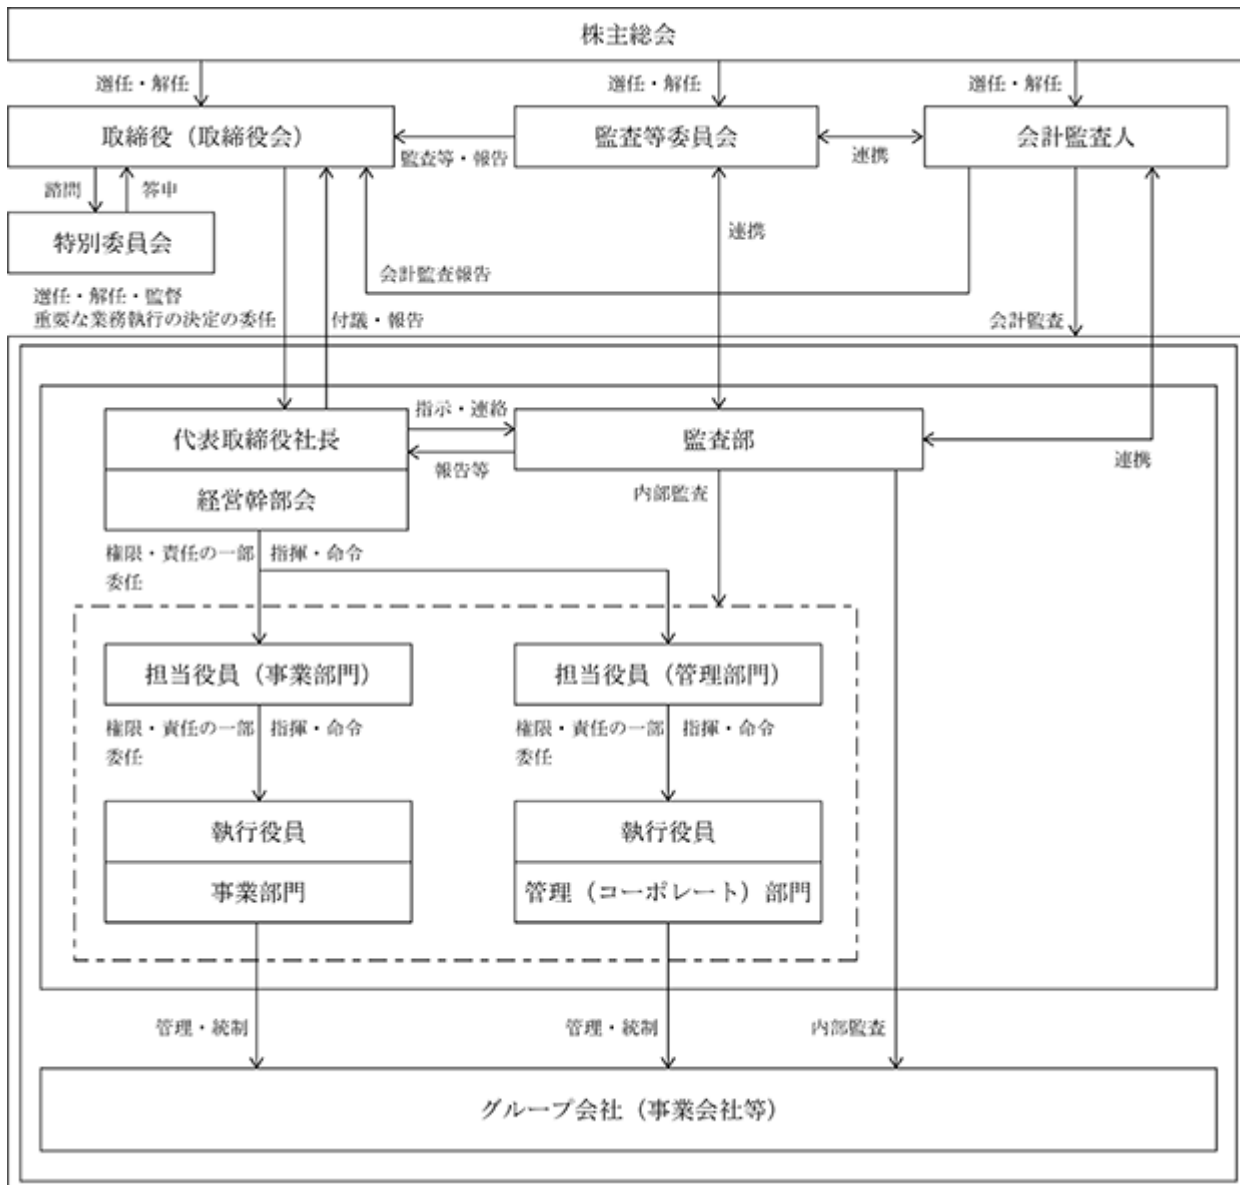 株主総会
選任・解任
選任・解任
選任・解任
取締役（取締役会）
監査等委員会
会計監査人
監査等・報告
連携
諮問
答申
特別委員会
連携
会計監査報告
選任・解任・監督
重要な業務執行の決定の委任
付議・報告
会計監査
代表取締役社長
指示・連絡
監査部
報告等
連携
経営幹部会
内部監査
権限・責任の一部
委任
指揮・命令
担当役員（事業部門）
担当役員（管理部門）
権限・責任の一部
委任
指揮・命令
権限・責任の一部
委任
指揮・命令
執行役員
執行役員
事業部門
管理（コーポレート）部門
管理・統制
管理・統制
内部監査
グループ会社（事業会社等）